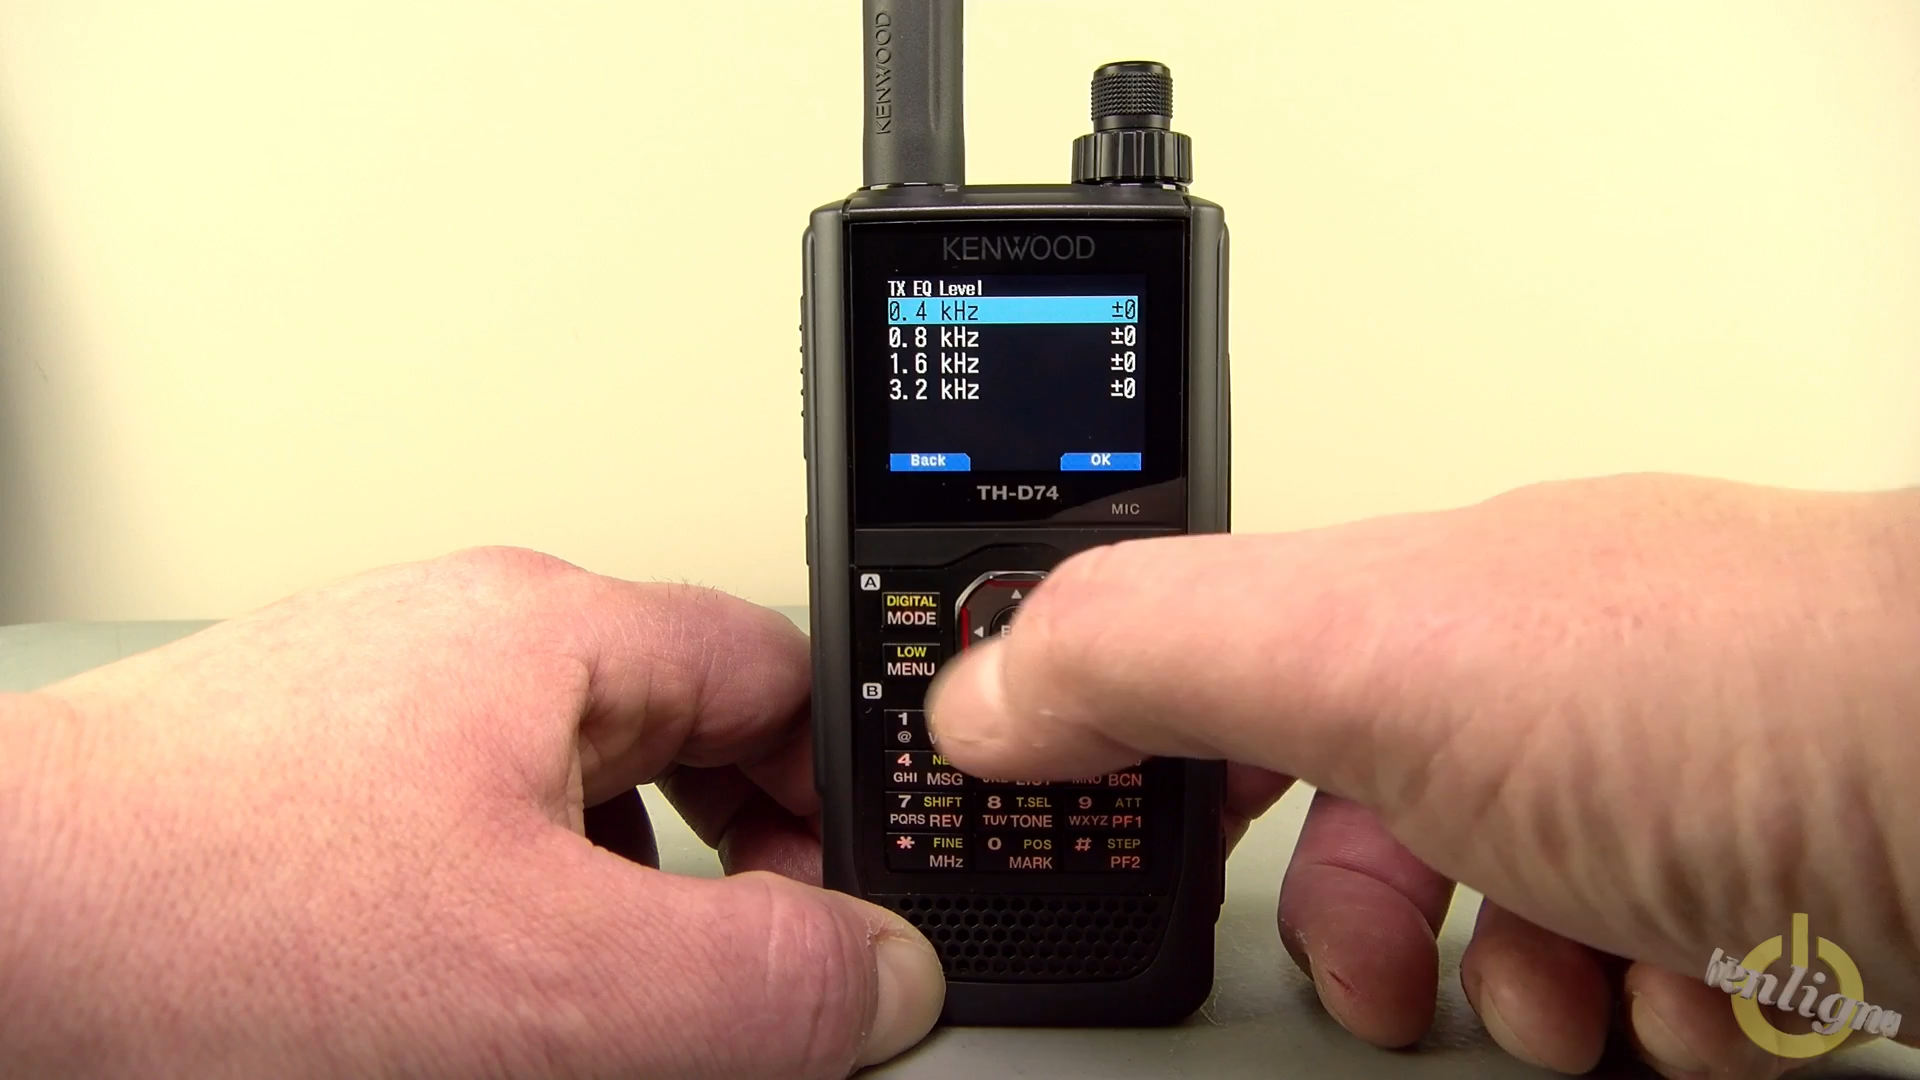 KENWOOD
KENWOOD
TX EQ Level
0.4 kHz ±0
0.8 kHz ±0
1.6 kHz ±0
3.2 kHz ±0
Back OK
TH-D74
MIC
A
DIGITAL
MODE
LOW
MENU
B
1
@
4
GHI MSG BCN
7 SHIFT 8 T.SEL 9 ATT
PQRS REV TUV TONE WXYZ PF1
* FINE 0 POS # STEP
MHz MARK PF2